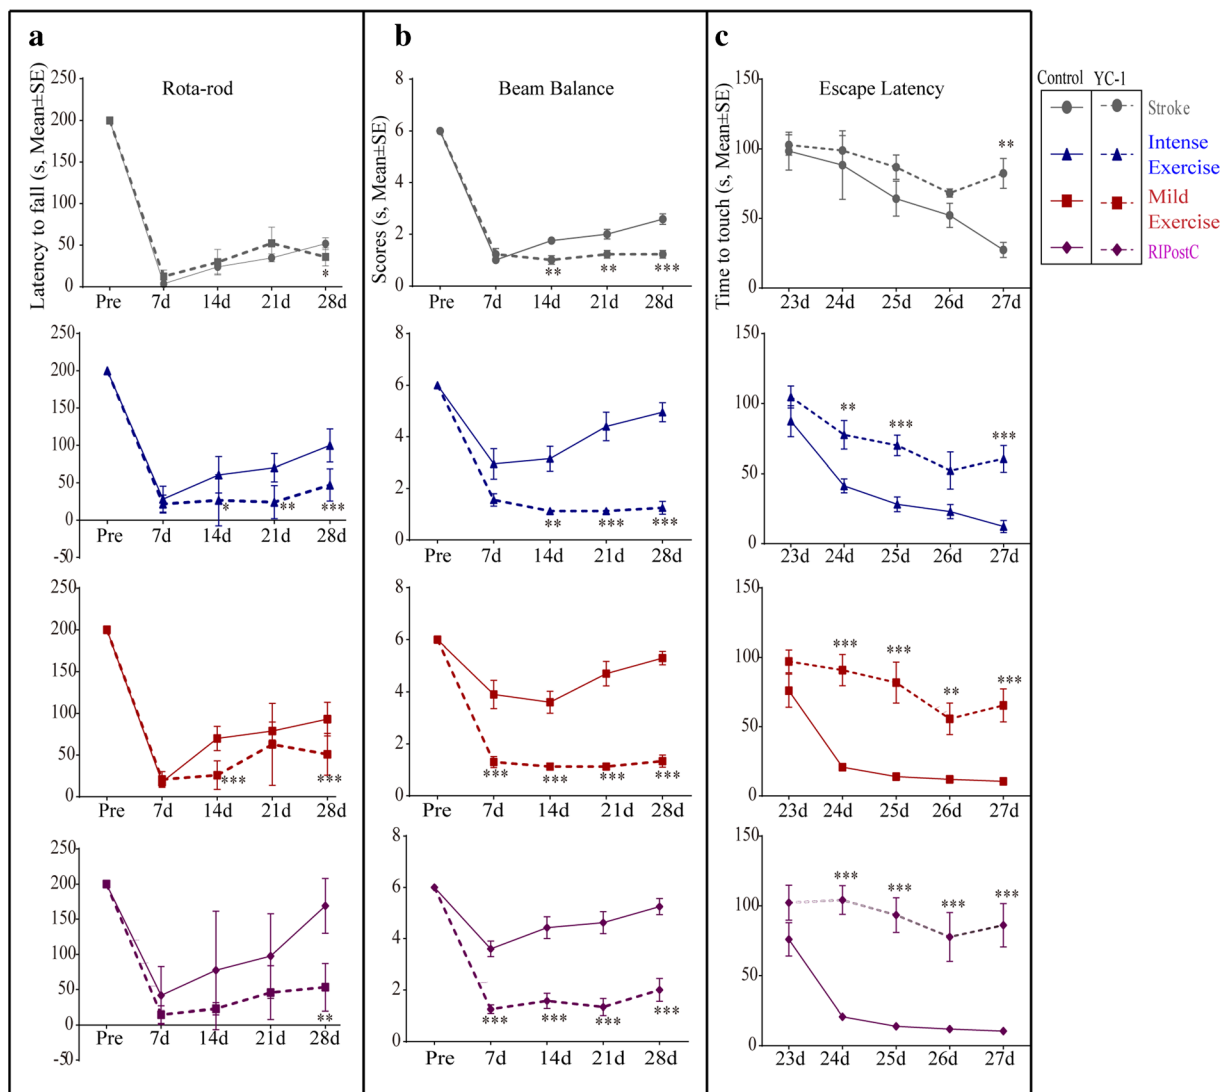 a
b
c
Rota-rod
Beam Balance
Escape Latency
Control YC-1
Stroke
Intense
Exercise
Mild
Exercise
RIPostC
Latency to fall (s, Mean±SE)
250
200
150
100
50
0
*
Pre 7d 14d 21d 28d
Scores (s, Mean±SE)
8
6
4
2
0
** ** ***
Pre 7d 14d 21d 28d
Time to touch (s, Mean±SE)
150
100
50
0
**
23d 24d 25d 26d 27d
250
200
150
100
50
0
-50
* ** ***
Pre 7d 14d 21d 28d
8
6
4
2
0
** *** ***
Pre 7d 14d 21d 28d
150
100
50
0
** *** ***
23d 24d 25d 26d 27d
250
200
150
100
50
0
*** ***
Pre 7d 14d 21d 28d
8
6
4
2
0
*** *** *** ***
Pre 7d 14d 21d 28d
150
100
50
0
*** *** ** ***
23d 24d 25d 26d 27d
250
200
150
100
50
0
-50
**
Pre 7d 14d 21d 28d
8
6
4
2
0
*** *** *** ***
Pre 7d 14d 21d 28d
150
100
50
0
*** *** *** ***
23d 24d 25d 26d 27d